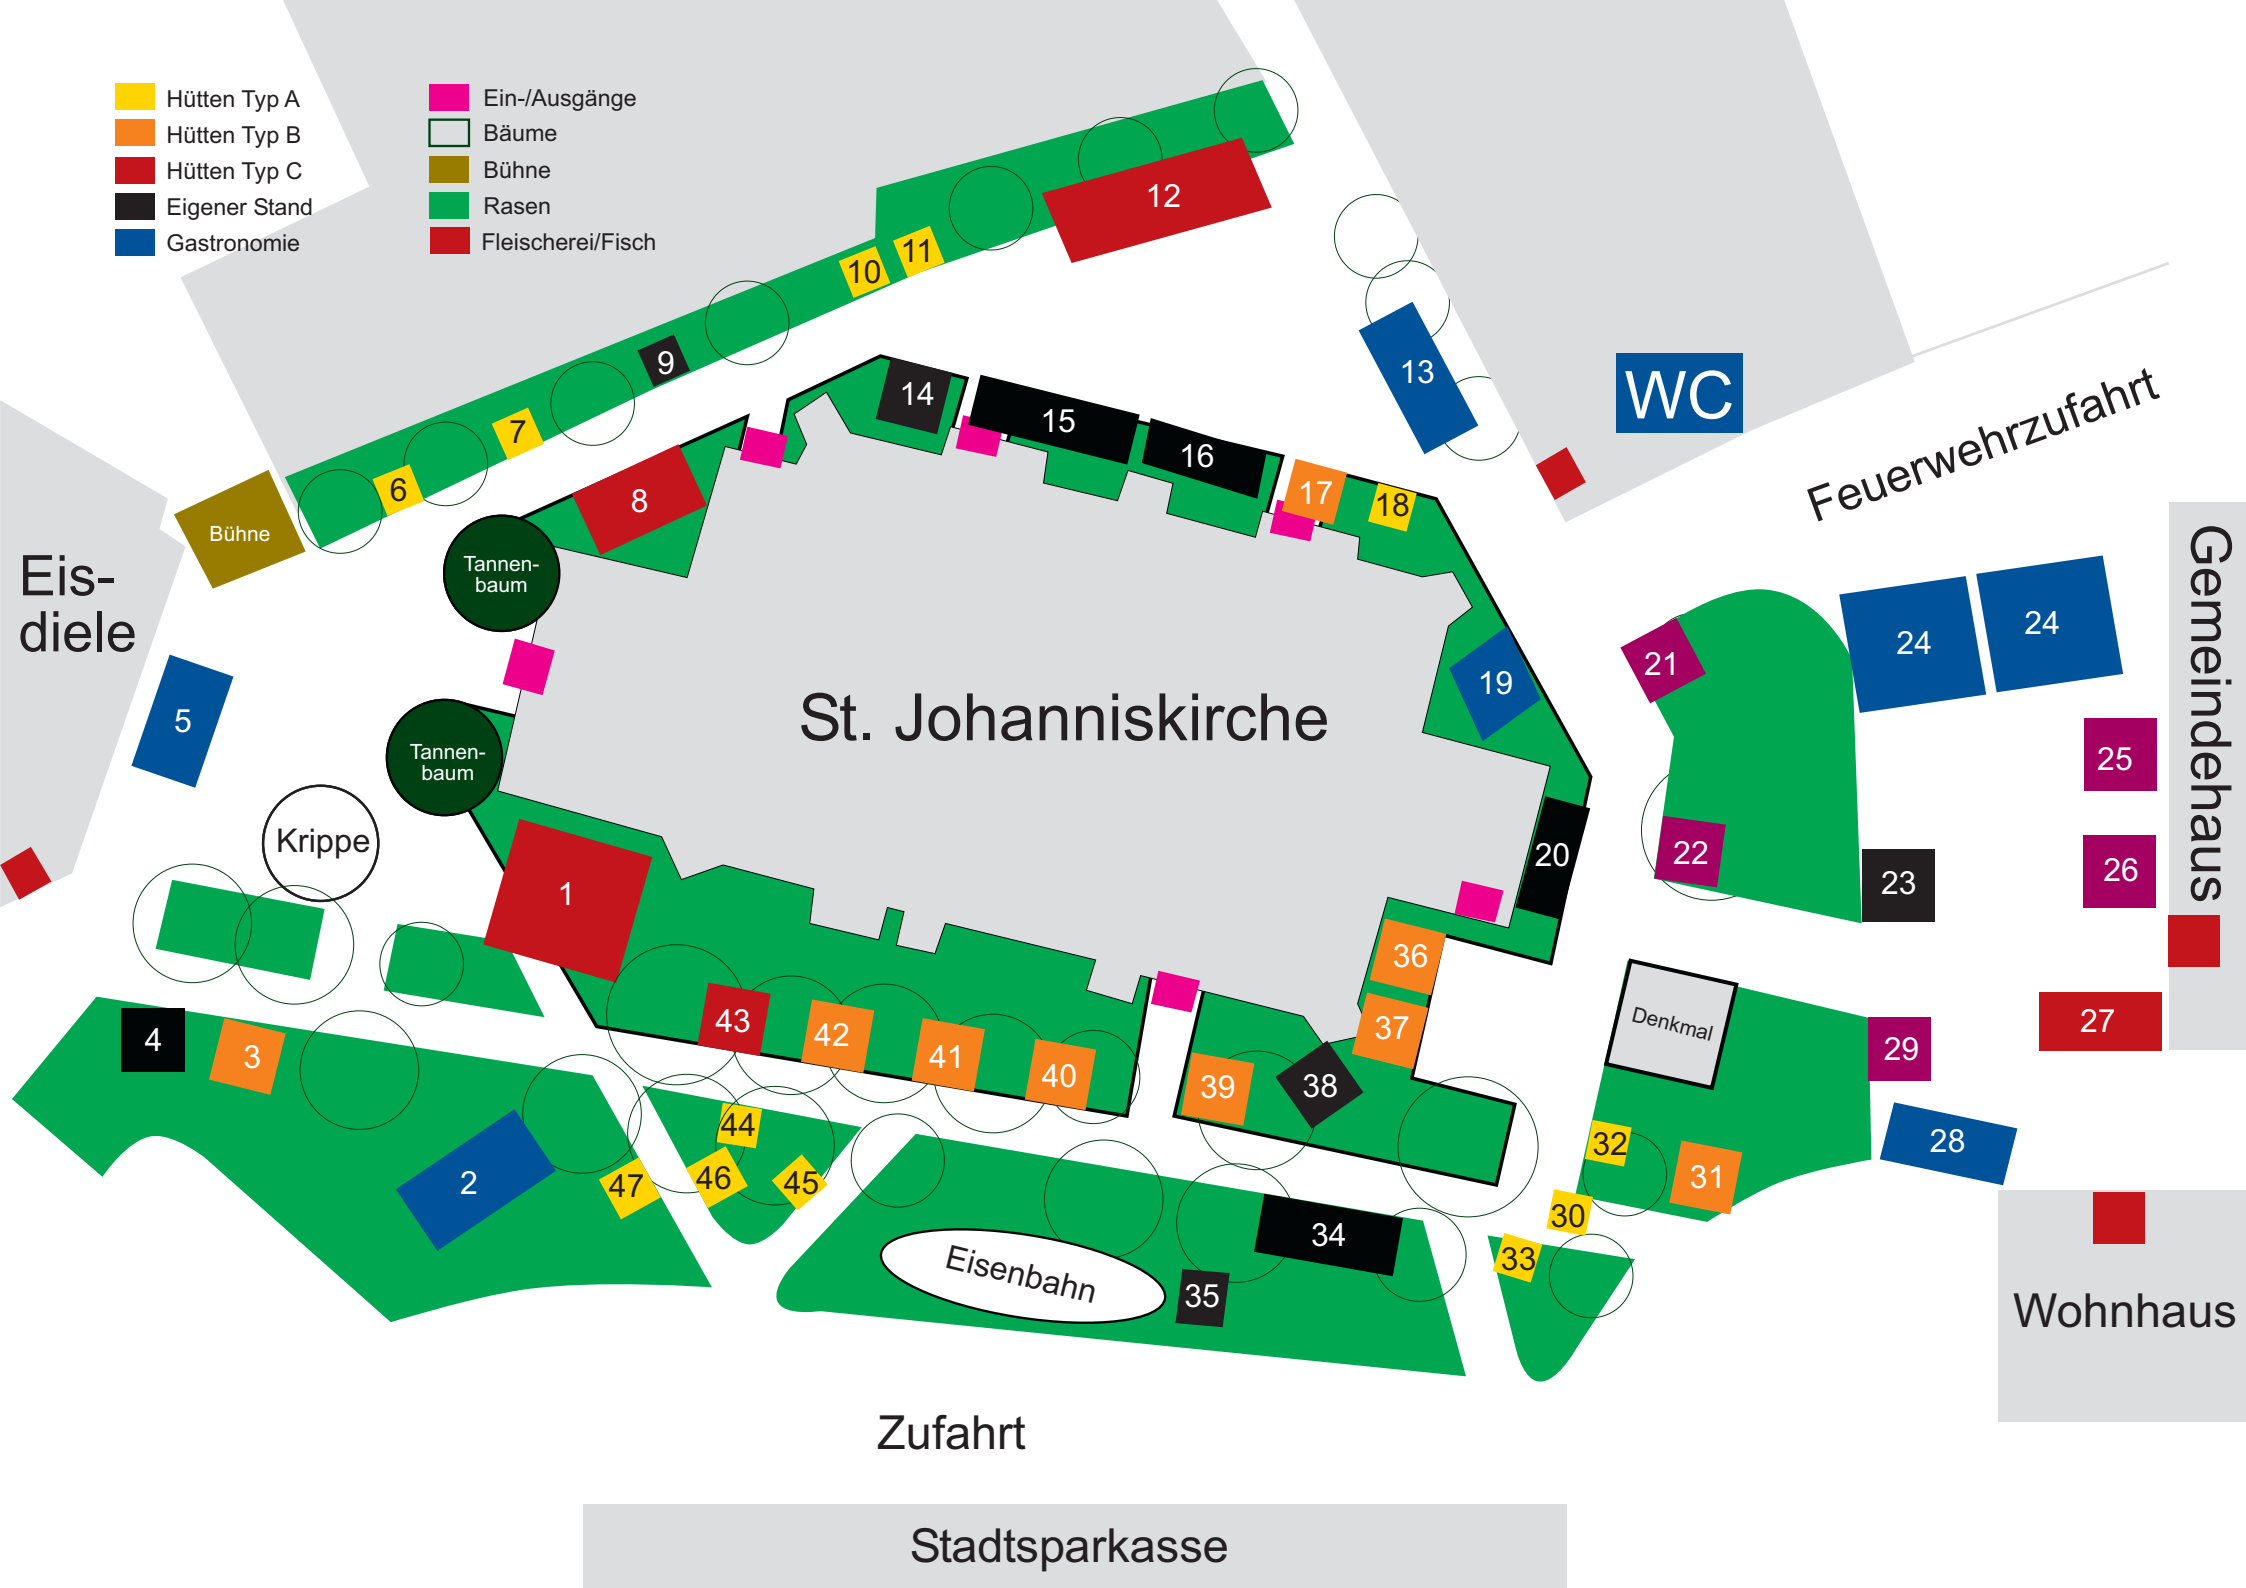 Hütten Typ A
Hütten Typ B
Hütten Typ C
Eigener Stand
Gastronomie
Ein-/Ausgänge
Bäume
Bühne
Rasen
Fleischerei/Fisch
12
11
10
9
7
6
Bühne
8
14
15
16
17
18
13
WC
Feuerwehrzufahrt
Eis-
diele
Tannen-
baum
Tannen-
baum
5
Krippe
St. Johanniskirche
19
20
21
22
23
24
24
25
26
Gemeindehaus
27
28
29
Denkmal
1
43
42
41
40
39
38
37
36
4
3
2
47
44
46
45
Eisenbahn
34
35
32
31
30
33
Wohnhaus
Zufahrt
Stadtsparkasse